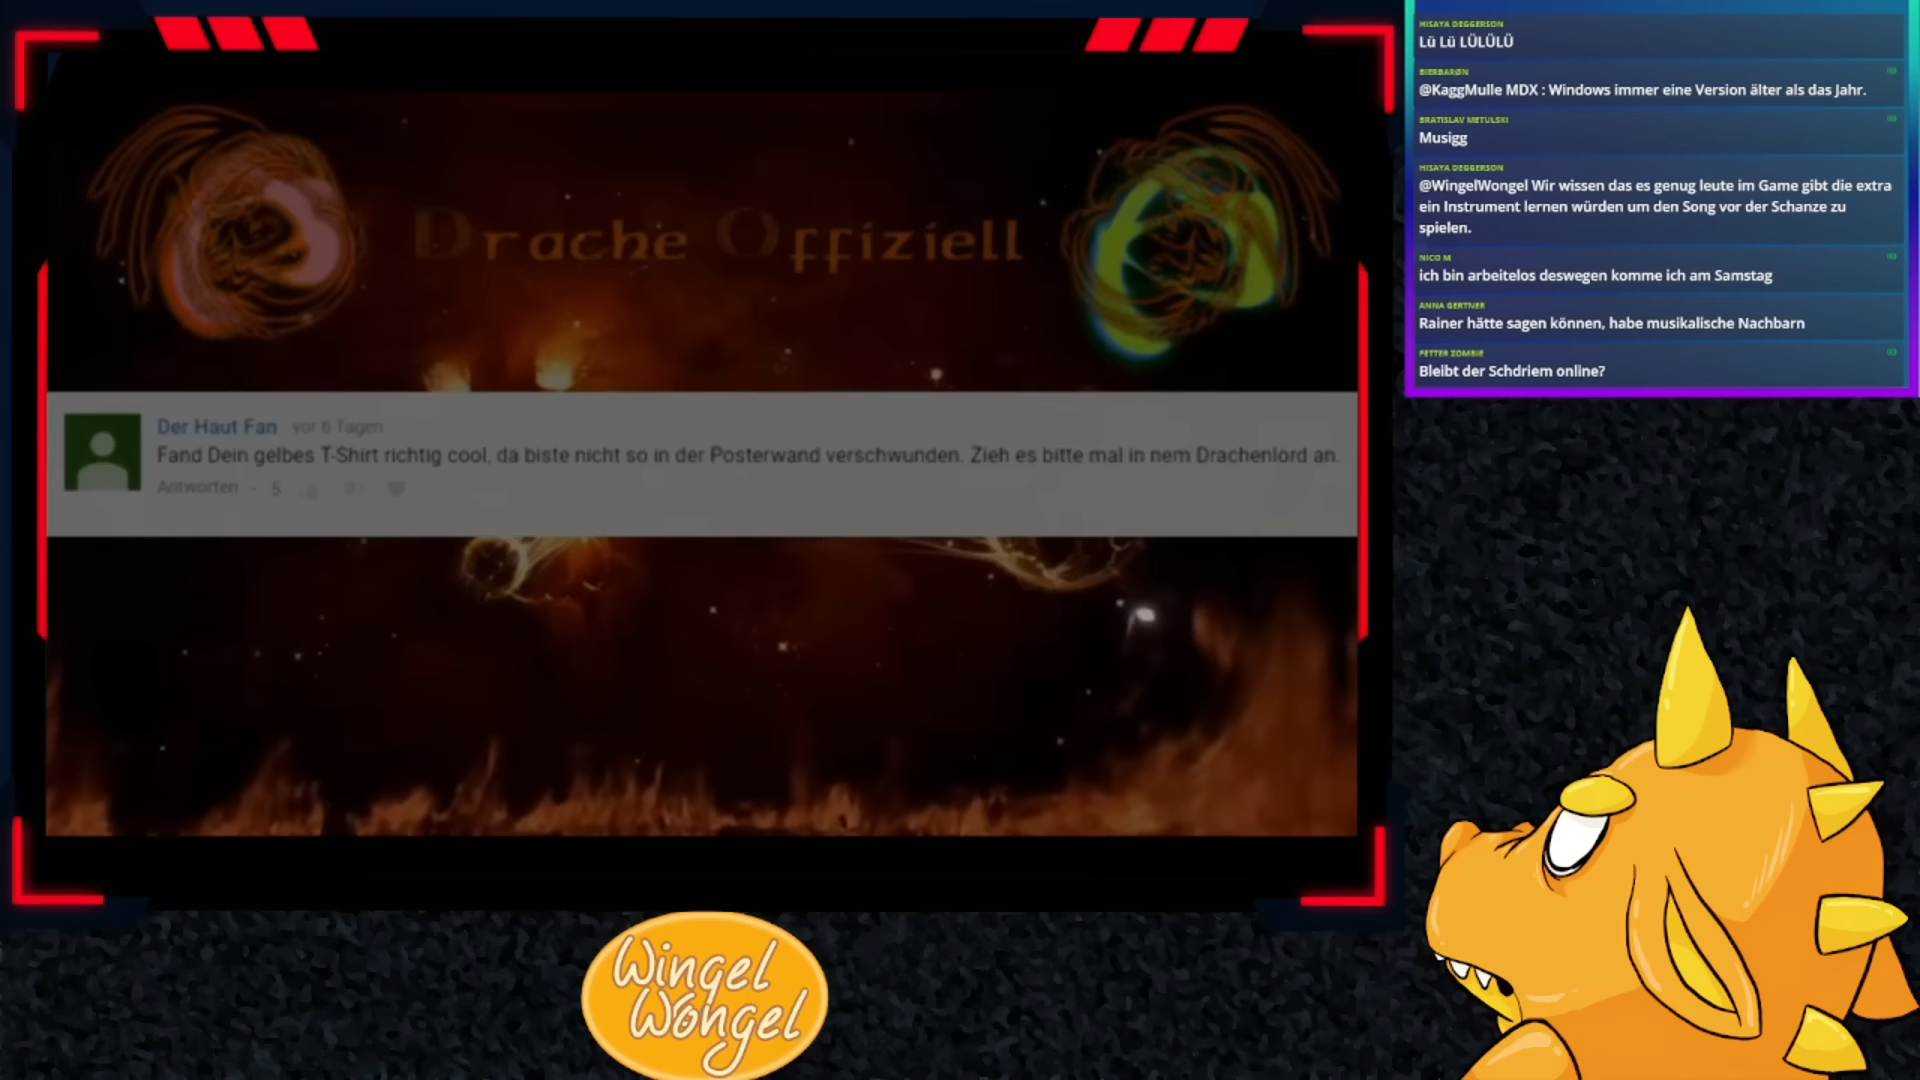 Drache Offiziell
Der Haut Fan vor 6 Tagen
Fand Dein gelbes T-Shirt richtig cool, da biste nicht so in der Posterwand verschwunden. Zieh es bitte mal in nem Drachenlord an.
Antworten · 5
HISAYA DEGGERSON
Lü Lü LÜLÜLÜ
BIERBARØN
@KaggMulle MDX : Windows immer eine Version älter als das Jahr.
BRATISLAV METULSKI
Musigg
HISAYA DEGGERSON
@WingelWongel Wir wissen das es genug leute im Game gibt die extra
ein Instrument lernen würden um den Song vor der Schanze zu
spielen.
NICO M
ich bin arbeitelos deswegen komme ich am Samstag
ANNA GERTNER
Rainer hätte sagen können, habe musikalische Nachbarn
PETTER ZOMBIE
Bleibt der Schdriem online?
Wingel
Wongel